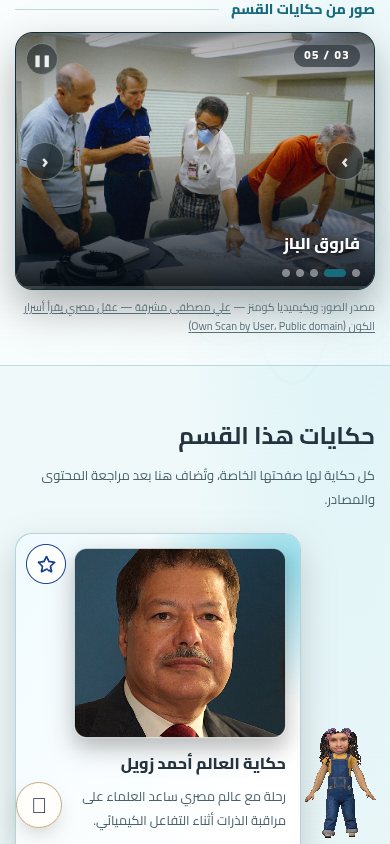 صور من حكايات القسم
05 / 03
فاروق الباز
مصدر الصور: ويكيميديا كومنز — علي مصطفى مشرفة — عقل مصري يقرأ أسرار
الكون (Own Scan by User، Public domain)
حكايات هذا القسم
كل حكاية لها صفحتها الخاصة، وتُضاف هنا بعد مراجعة المحتوى
والمصادر.
حكاية العالم أحمد زويل
رحلة مع عالم مصري ساعد العلماء على
مراقبة الذرات أثناء التفاعل الكيميائي.